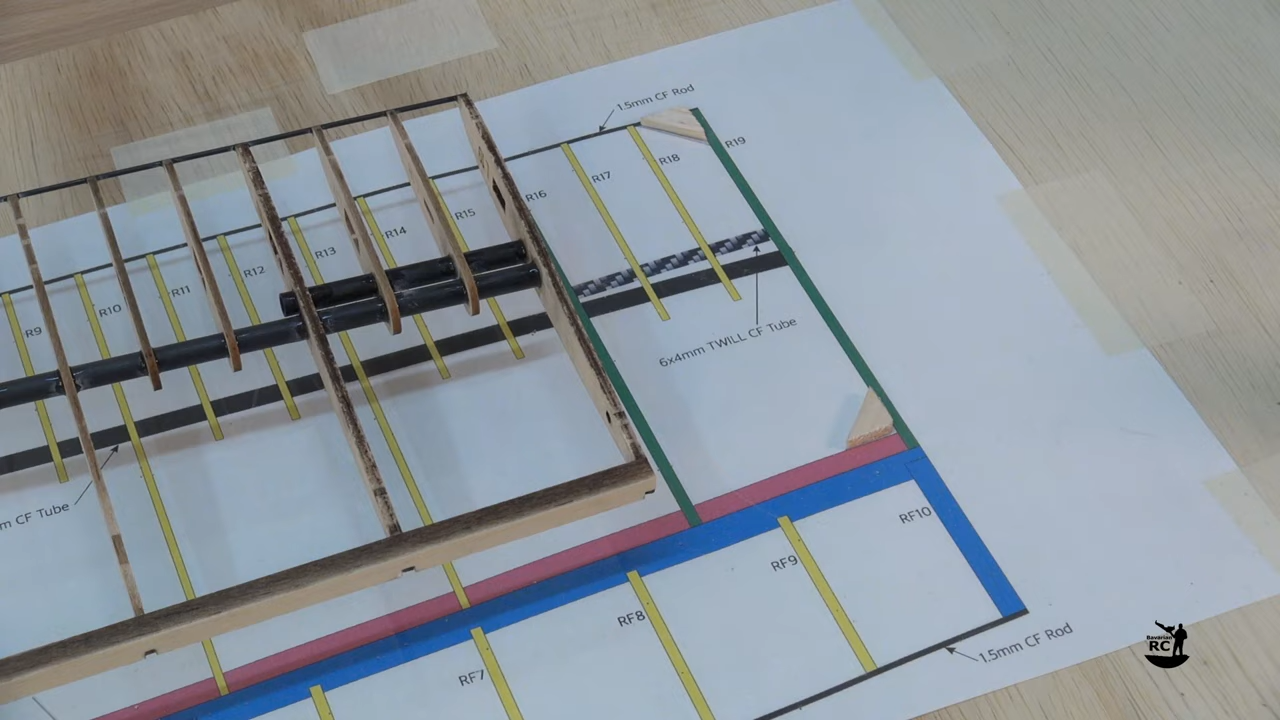 1.5mm CF Rod
R19
R18
R17
R16
R15
R14
R13
R12
R11
R10
R9
6x4mm TWILL CF Tube
m CF Tube
RF10
RF9
RF8
RF7
1.5mm CF Rod
Bavarian
RC